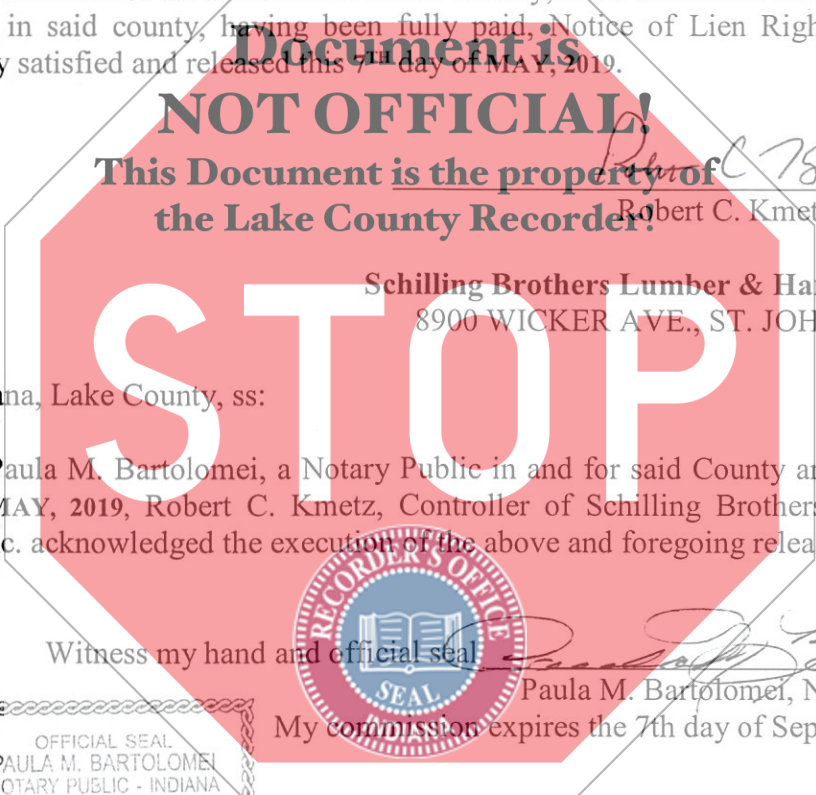 in said county, having been fully paid, Notice of Lien Righ
y satisfied and released this 7TH day of MAY, 2019.
Document is
NOT OFFICIAL!
This Document is the property of
the Lake County Recorder!
Robert C. Kmet
Schilling Brothers Lumber & Ha
8900 WICKER AVE., ST. JOH
STOP
na, Lake County, ss:
Paula M. Bartolomei, a Notary Public in and for said County a
MAY, 2019, Robert C. Kmetz, Controller of Schilling Brothers
c. acknowledged the execution of the above and foregoing relea
RECORDER'S OFFICE
SEAL
INDIANA
Witness my hand and official seal
Paula M. Bartolomei, N
My commission expires the 7th day of Sep
OFFICIAL SEAL
PAULA M. BARTOLOMEI
NOTARY PUBLIC - INDIANA